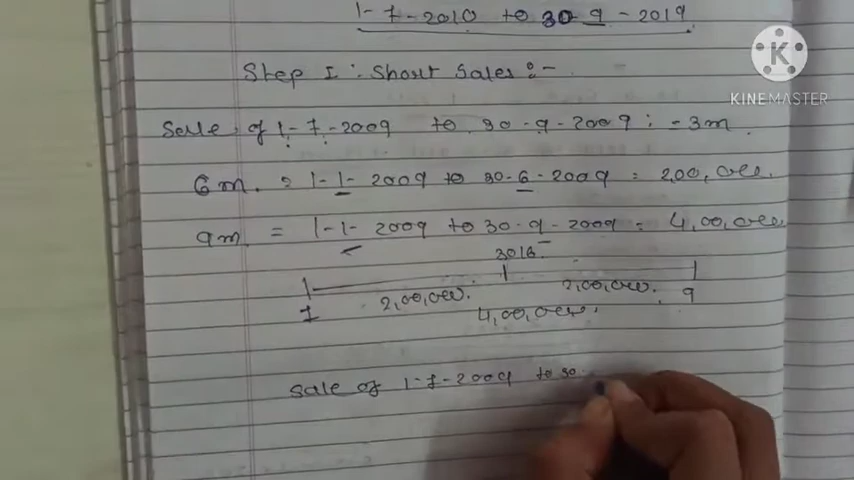 1-7-2010 to 30-9-2019
K
KINEMASTER
Step I : Short Sales :-
Sale of 1-7-2009 to 30-9-2009 : = 3m
6m. = 1-1-2009 to 30-6-2009 = 2,00,000.
9m = 1-1-2009 to 30-9-2009 = 4,00,000
2,00,000. 2,00,000. 9
4,00,000.
Sale of 1-7-2009 to 30